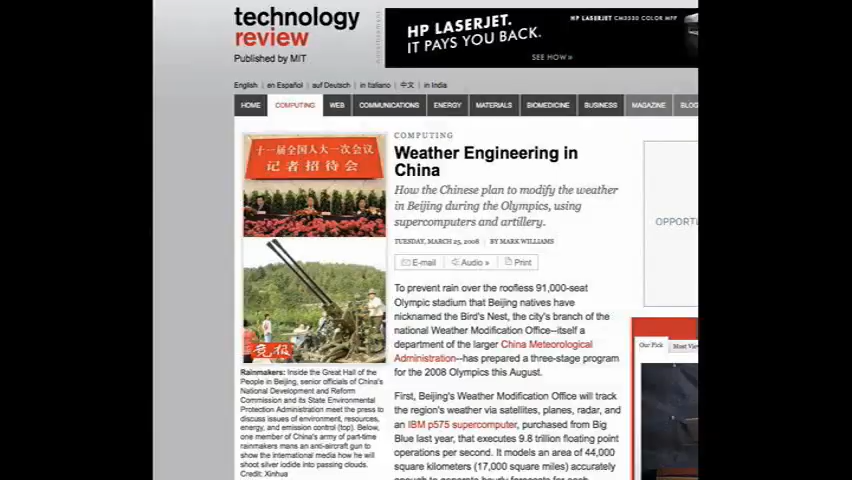 technology
review
Published by MIT
advertisement
HP LASERJET.
IT PAYS YOU BACK.
HP LASERJET CM3530 COLOR MFP
SEE HOW »
English | en Español | auf Deutsch | in Italiano | 中文 | in India
HOME COMPUTING WEB COMMUNICATIONS ENERGY MATERIALS BIOMEDICINE BUSINESS MAGAZINE BLOG
十一届全国人大一次会议
记者招待会
竞报
Rainmakers: Inside the Great Hall of the
People in Beijing, senior officials of China's
National Development and Reform
Commission and its State Environmental
Protection Administration meet the press to
discuss issues of environment, resources,
energy, and emission control (top). Below,
one member of China's army of part-time
rainmakers mans an anti-aircraft gun to
show the international media how he will
shoot silver iodide into passing clouds.
Credit: Xinhua
COMPUTING
Weather Engineering in
China
How the Chinese plan to modify the weather
in Beijing during the Olympics, using
supercomputers and artillery.
TUESDAY, MARCH 25, 2008 | BY MARK WILLIAMS
E-mail | Audio » | Print
To prevent rain over the roofless 91,000-seat
Olympic stadium that Beijing natives have
nicknamed the Bird's Nest, the city's branch of the
national Weather Modification Office--itself a
department of the larger China Meteorological
Administration--has prepared a three-stage program
for the 2008 Olympics this August.
First, Beijing's Weather Modification Office will track
the region's weather via satellites, planes, radar, and
an IBM p575 supercomputer, purchased from Big
Blue last year, that executes 9.8 trillion floating point
operations per second. It models an area of 44,000
square kilometers (17,000 square miles) accurately
enough to generate hourly forecasts for each
OPPORTU
Our Pick
Most View